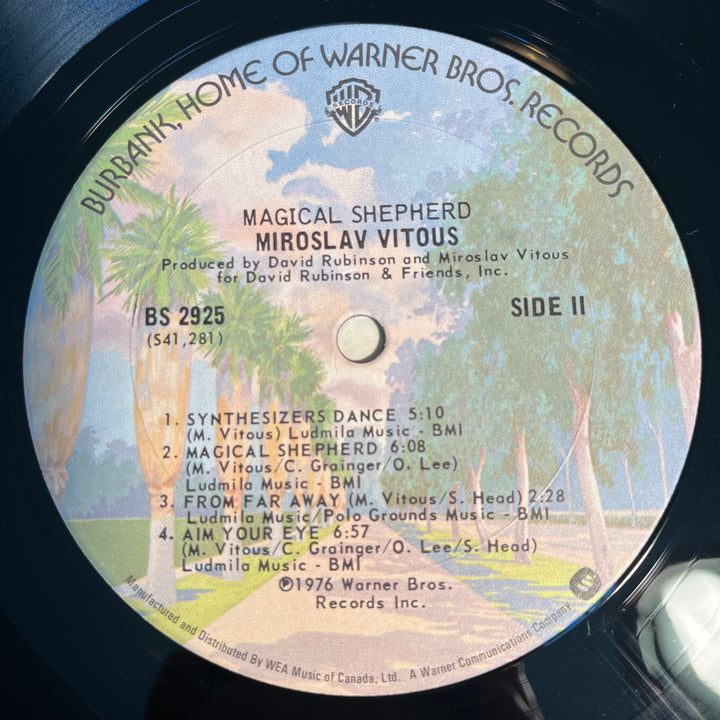 BURBANK, HOME OF WARNER BROS. RECORDS
W
RECORDS
MAGICAL SHEPHERD
MIROSLAV VITOUS
Produced by David Rubinson and Miroslav Vitous
for David Rubinson & Friends, Inc.
BS 2925
(S41,281)
SIDE II
1. SYNTHESIZERS DANCE 5:10
(M. Vitous) Ludmila Music - BMI
2. MAGICAL SHEPHERD 6:08
(M. Vitous/C. Grainger/O. Lee)
Ludmila Music - BMI
3. FROM FAR AWAY (M. Vitous/S. Head) 2:28
Ludmila Music/Polo Grounds Music - BMI
4. AIM YOUR EYE 6:57
(M. Vitous/C. Grainger/O. Lee/S. Head)
Ludmila Music - BMI
℗1976 Warner Bros.
Records Inc.
Manufactured and Distributed By WEA Music of Canada, Ltd. A Warner Communications Company